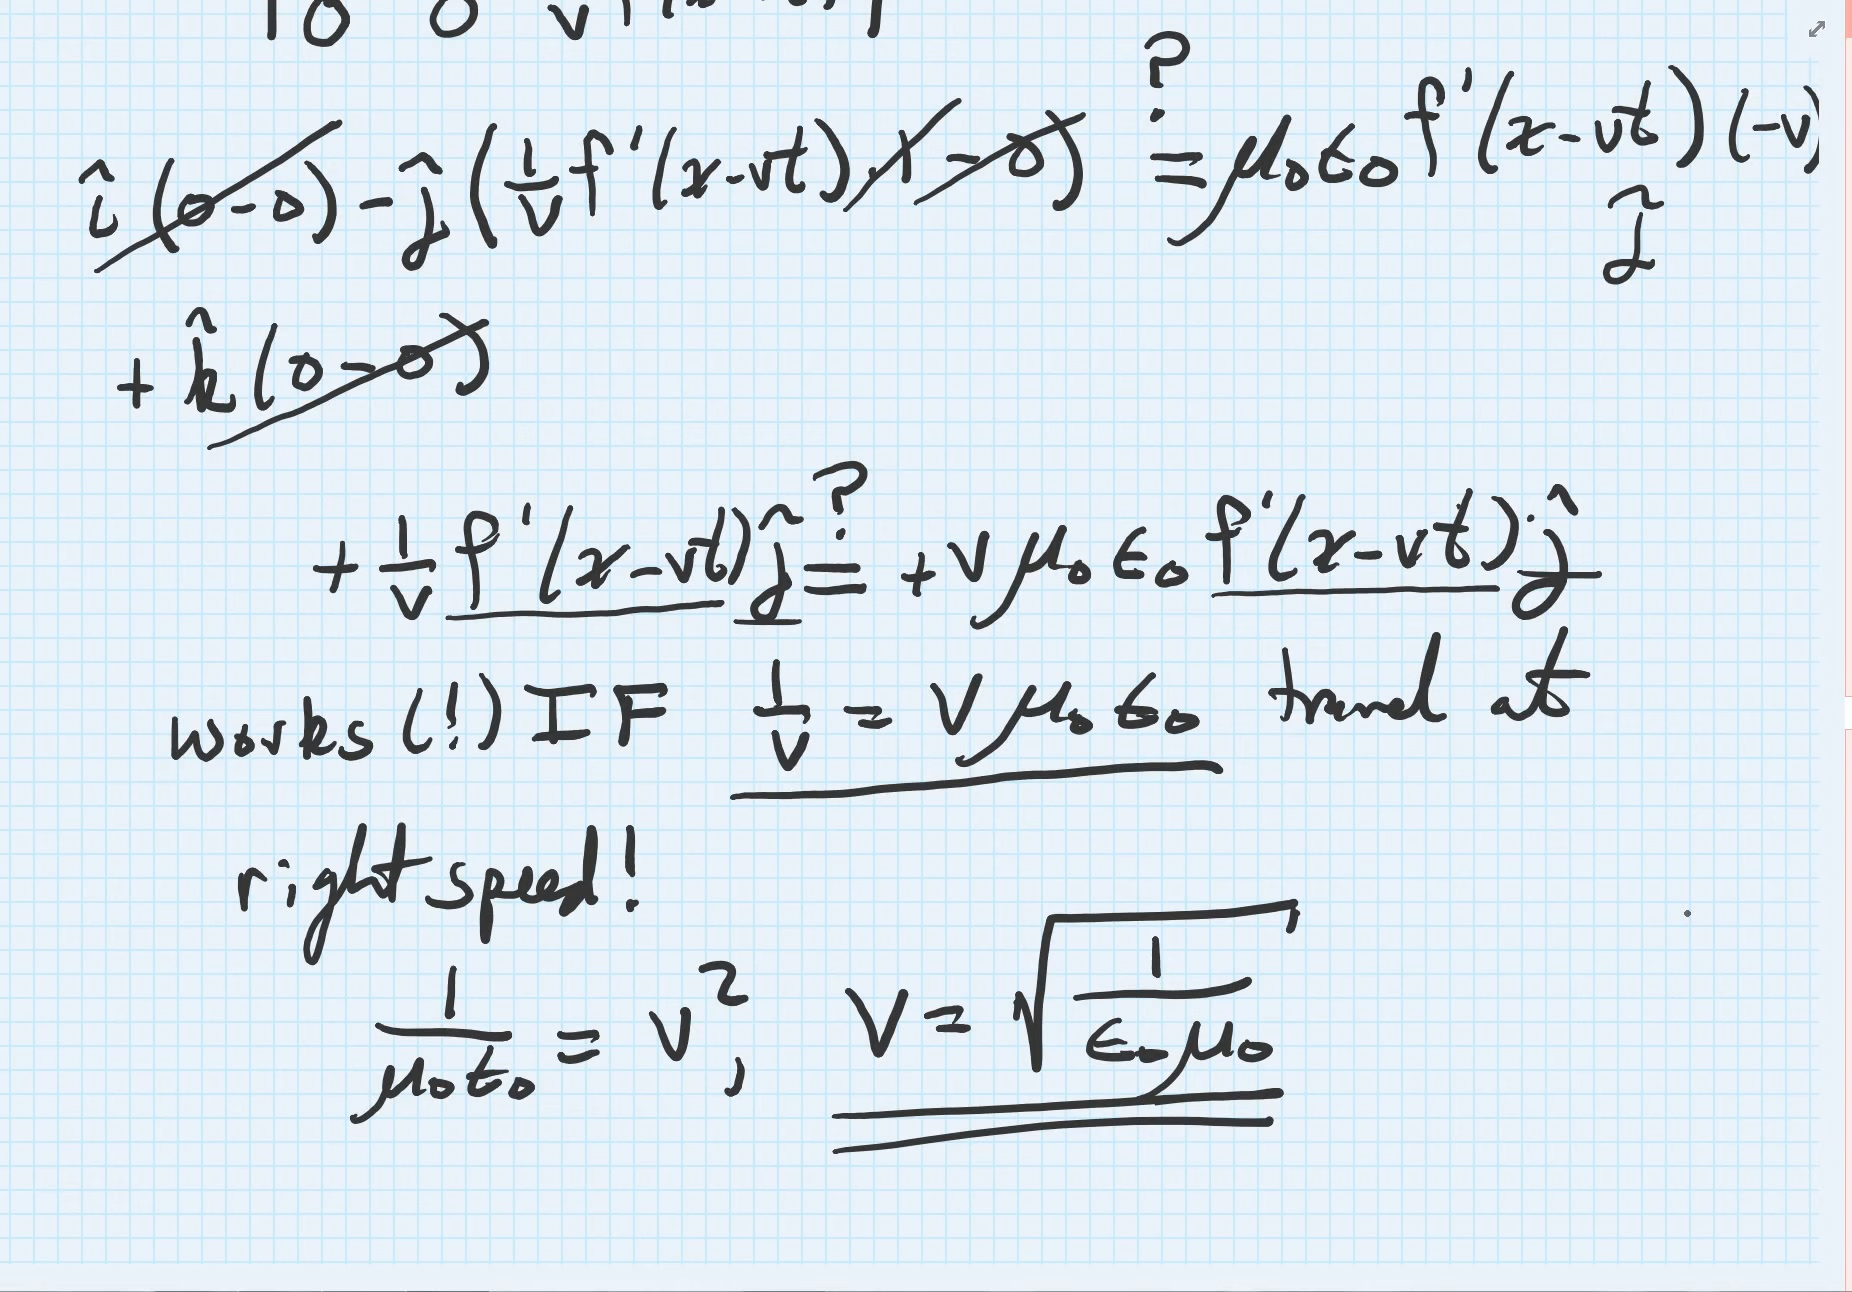 î(0-0) - ĵ(1/v f'(x-vt).1-0) ?= μ₀ε₀ f'(x-vt)(-v) ĵ
+ k̂(0-0)
+ 1/v f'(x-vt) ĵ ?= + v μ₀ ε₀ f'(x-vt) ĵ
works(!) IF 1/v = v μ₀ ε₀ travel at
right speed!
1/(μ₀ε₀) = v², v = √(1/(ε₀μ₀))